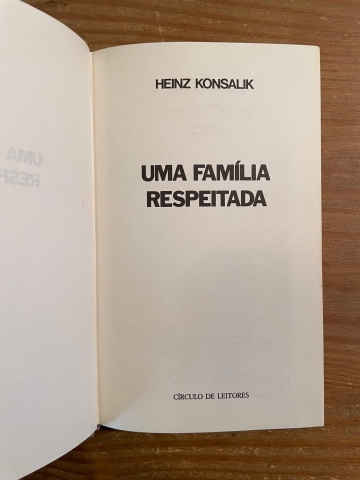 HEINZ KONSALIK
UMA FAMÍLIA
RESPEITADA
CÍRCULO DE LEITORES